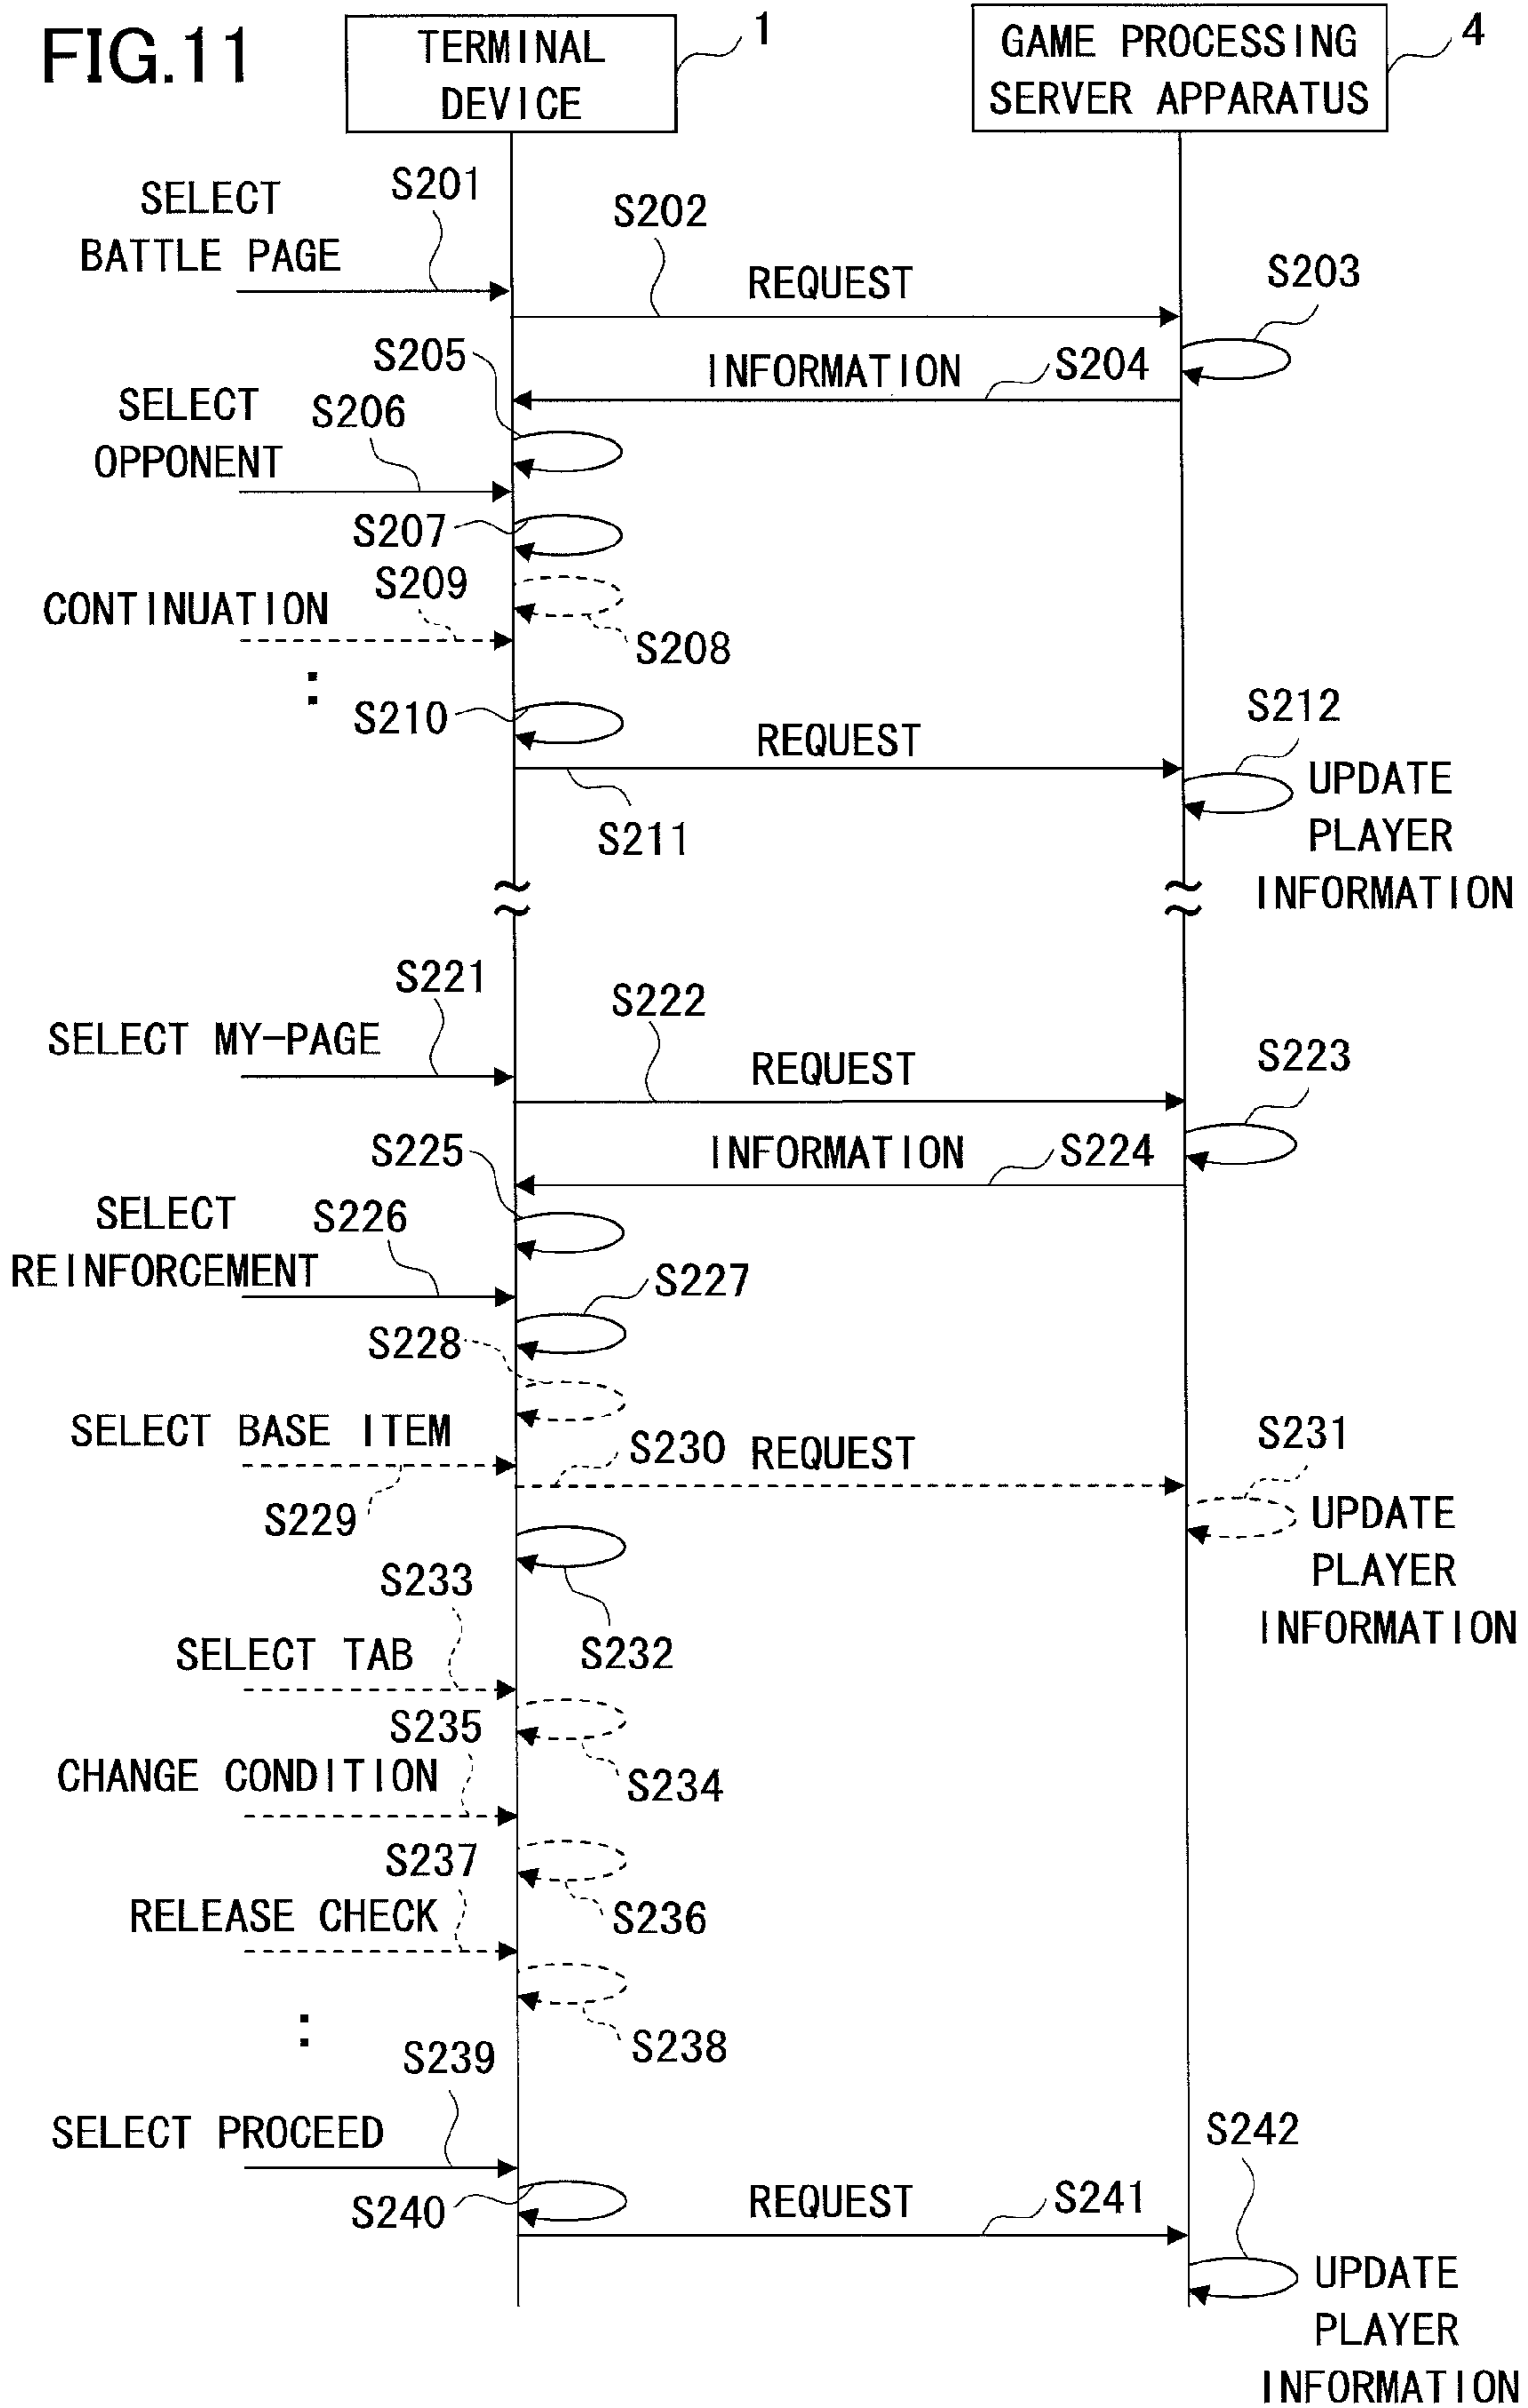 FIG.11
TERMINAL
DEVICE
1
GAME PROCESSING
SERVER APPARATUS
4
SELECT
BATTLE PAGE
S201
S202
REQUEST
S203
S205
INFORMATION
S204
SELECT
OPPONENT
S206
S207
CONTINUATION
S209
S208
:
S210
REQUEST
S211
S212
UPDATE
PLAYER
INFORMATION
S221
SELECT MY-PAGE
S222
REQUEST
S223
S225
INFORMATION
S224
SELECT
REINFORCEMENT
S226
S227
S228
SELECT BASE ITEM
S229
S230
REQUEST
S231
UPDATE
PLAYER
INFORMATION
S232
S233
SELECT TAB
S234
S235
CHANGE CONDITION
S236
S237
RELEASE CHECK
S238
:
S239
SELECT PROCEED
S240
REQUEST
S241
S242
UPDATE
PLAYER
INFORMATION